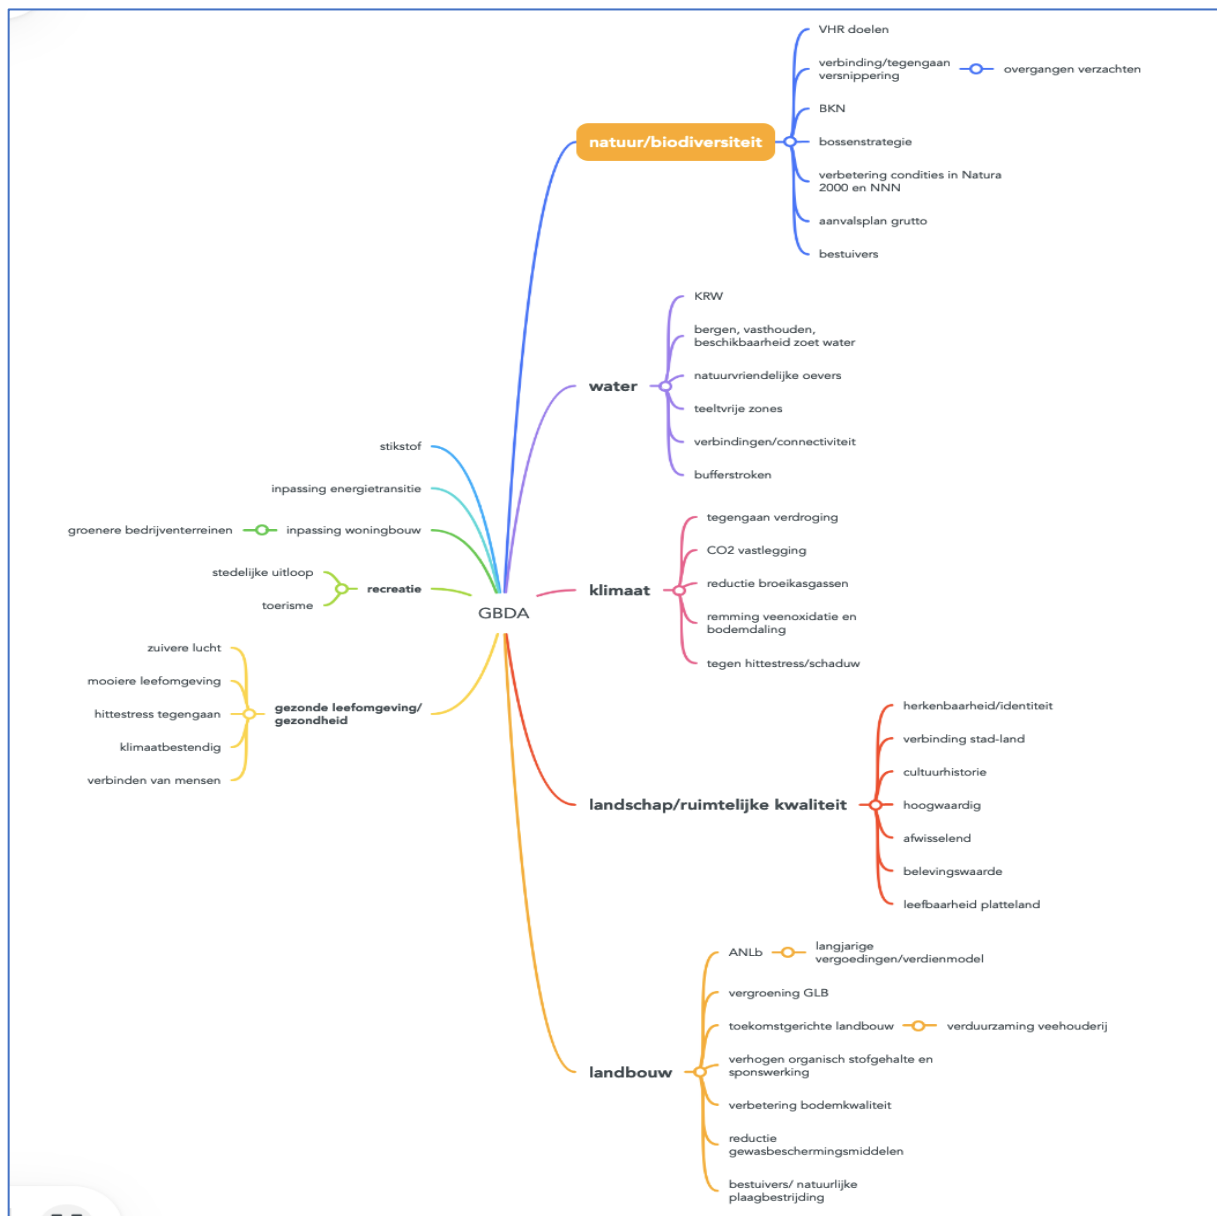 VHR doelen
verbinding/tegengaan
versnippering
overgangen verzachten
BKN
natuur/biodiversiteit
bossenstrategie
verbetering condities in Natura
2000 en NNN
aanvalsplan grutto
bestuivers
KRW
bergen, vasthouden,
beschikbaarheid zoet water
natuurvriendelijke oevers
water
teeltvrije zones
verbindingen/connectiviteit
bufferstroken
stikstof
inpassing energietransitie
groenere bedrijventerreinen
inpassing woningbouw
stedelijke uitloop
recreatie
toerisme
GBDA
zuivere lucht
mooiere leefomgeving
hittestress tegengaan
gezonde leefomgeving/
gezondheid
klimaatbestendig
verbinden van mensen
tegengaan verdroging
CO2 vastlegging
klimaat
reductie broeikasgassen
remming veenoxidatie en
bodemdaling
tegen hittestress/schaduw
herkenbaarheid/identiteit
verbinding stad-land
cultuurhistorie
landschap/ruimtelijke kwaliteit
hoogwaardig
afwisselend
belevingswaarde
leefbaarheid platteland
ANLb
langjarige
vergoedingen/verdienmodel
vergroening GLB
toekomstgerichte landbouw
verduurzaming veehouderij
verhogen organisch stofgehalte en
sponswerking
landbouw
verbetering bodemkwaliteit
reductie
gewasbeschermingsmiddelen
bestuivers/ natuurlijke
plaagbestrijding